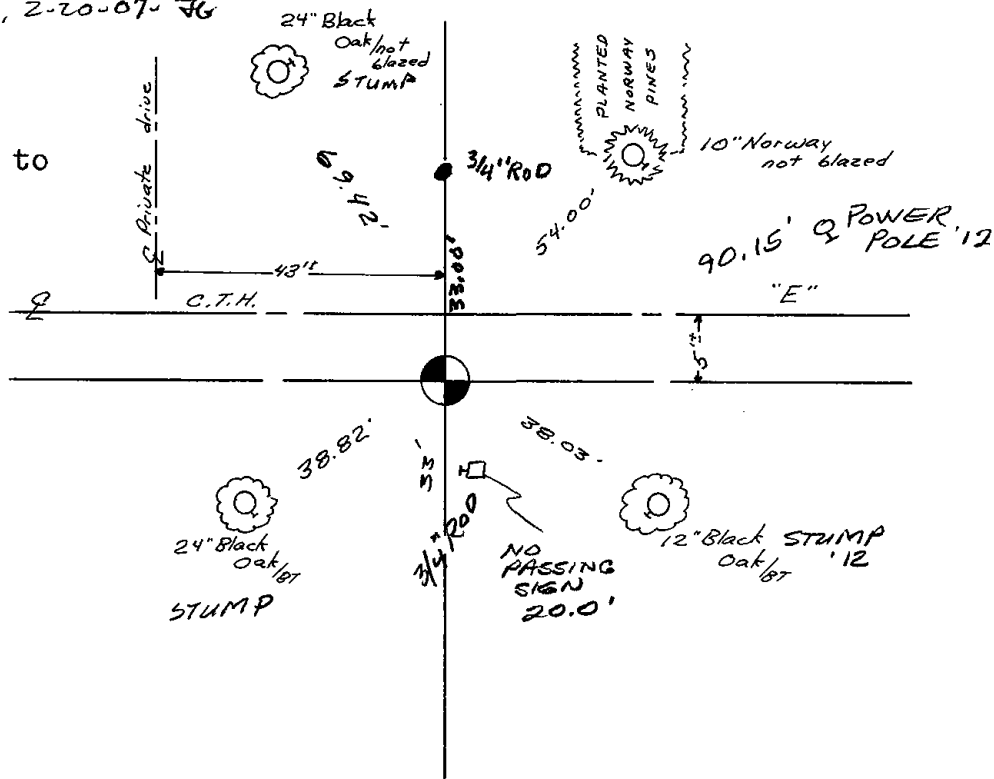 , 2-20-07- JG
24" Black
Oak/not
blazed
STUMP
PLANTED
NORWAY
PINES
to
℄ Private drive
69.42'
3/4" ROD
10" Norway
not blazed
54.00'
90.15' POWER
POLE '12
43'±
33.00'
℄
C.T.H.
"E"
5'±
38.82'
33'
38.03'
3/4" ROD
24" Black
Oak/BT
STUMP
NO
PASSING
SIGN
20.0'
12" Black
Oak/BT
STUMP
'12